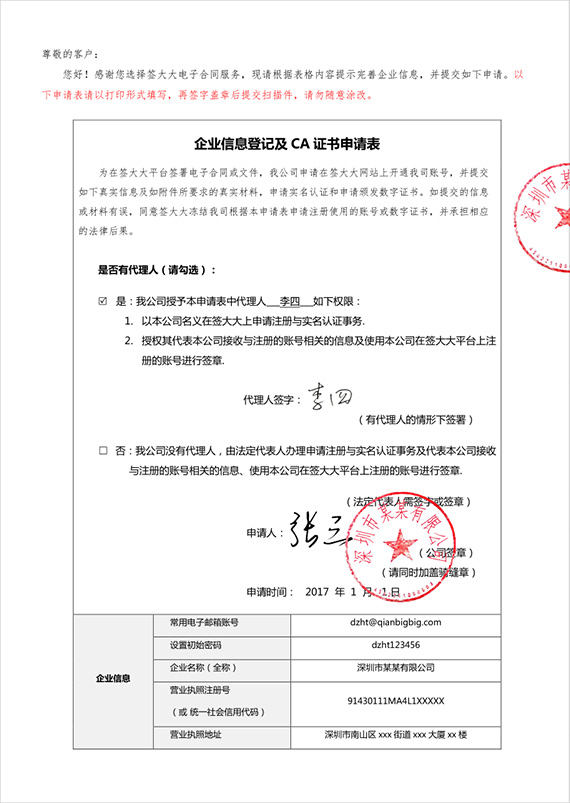 尊敬的客户：
您好！感谢您选择签大大电子合同服务，现请根据表格内容提示完善企业信息，并提交如下申请。以
下申请表请以打印形式填写，再签字盖章后提交扫描件，请勿随意涂改。
企业信息登记及 CA 证书申请表
为在签大大平台签署电子合同或文件，我公司申请在签大大网站上开通我司账号，并提交
如下真实信息及如附件所要求的真实材料，申请实名认证和申请颁发数字证书。如提交的信息
或材料有误，同意签大大冻结我司根据本申请表申请注册使用的账号或数字证书，并承担相应
的法律后果。
深圳市某某
是否有代理人（请勾选）：
☑ 是：我公司授予本申请表中代理人___李四___如下权限：
1. 以本公司名义在签大大上申请注册与实名认证事务.
2. 授权其代表本公司接收与注册的账号相关的信息及使用本公司在签大大平台上注
册的账号进行签章.
代理人签字：李四
（有代理人的情形下签署）
☐ 否：我公司没有代理人，由法定代表人办理申请注册与实名认证事务及代表本公司接收
与注册的账号相关的信息、使用本公司在签大大平台上注册的账号进行签章.
（法定代表人需签字或签章）
申请人：张三
深圳市某某有限公司
（公司签章）
（请同时加盖骑缝章）
申请时间： 2017 年 1 月 1 日
企业信息
常用电子邮箱账号 dzht@qianbigbig.com
设置初始密码 dzht123456
企业名称（全称） 深圳市某某有限公司
营业执照注册号
（或 统一社会信用代码） 91430111MA4L1XXXXX
营业执照地址 深圳市南山区 xxx 街道 xxx 大厦 xx 楼